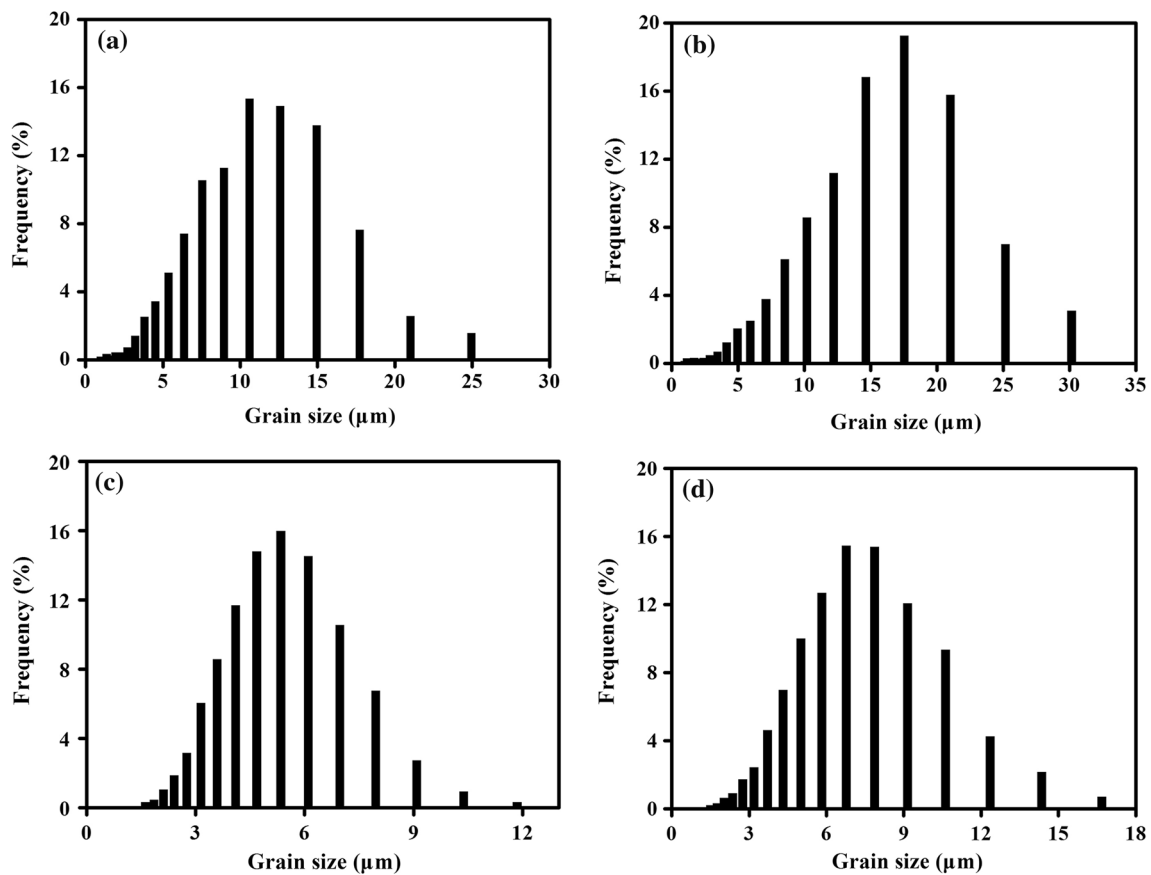 (a)
20
16
12
8
4
0
Frequency (%)
0 5 10 15 20 25 30
Grain size (µm)
(b)
20
16
12
8
4
0
Frequency (%)
0 5 10 15 20 25 30 35
Grain size (µm)
(c)
20
16
12
8
4
0
Frequency (%)
0 3 6 9 12
Grain size (µm)
(d)
20
16
12
8
4
0
Frequency (%)
0 3 6 9 12 15 18
Grain size (µm)